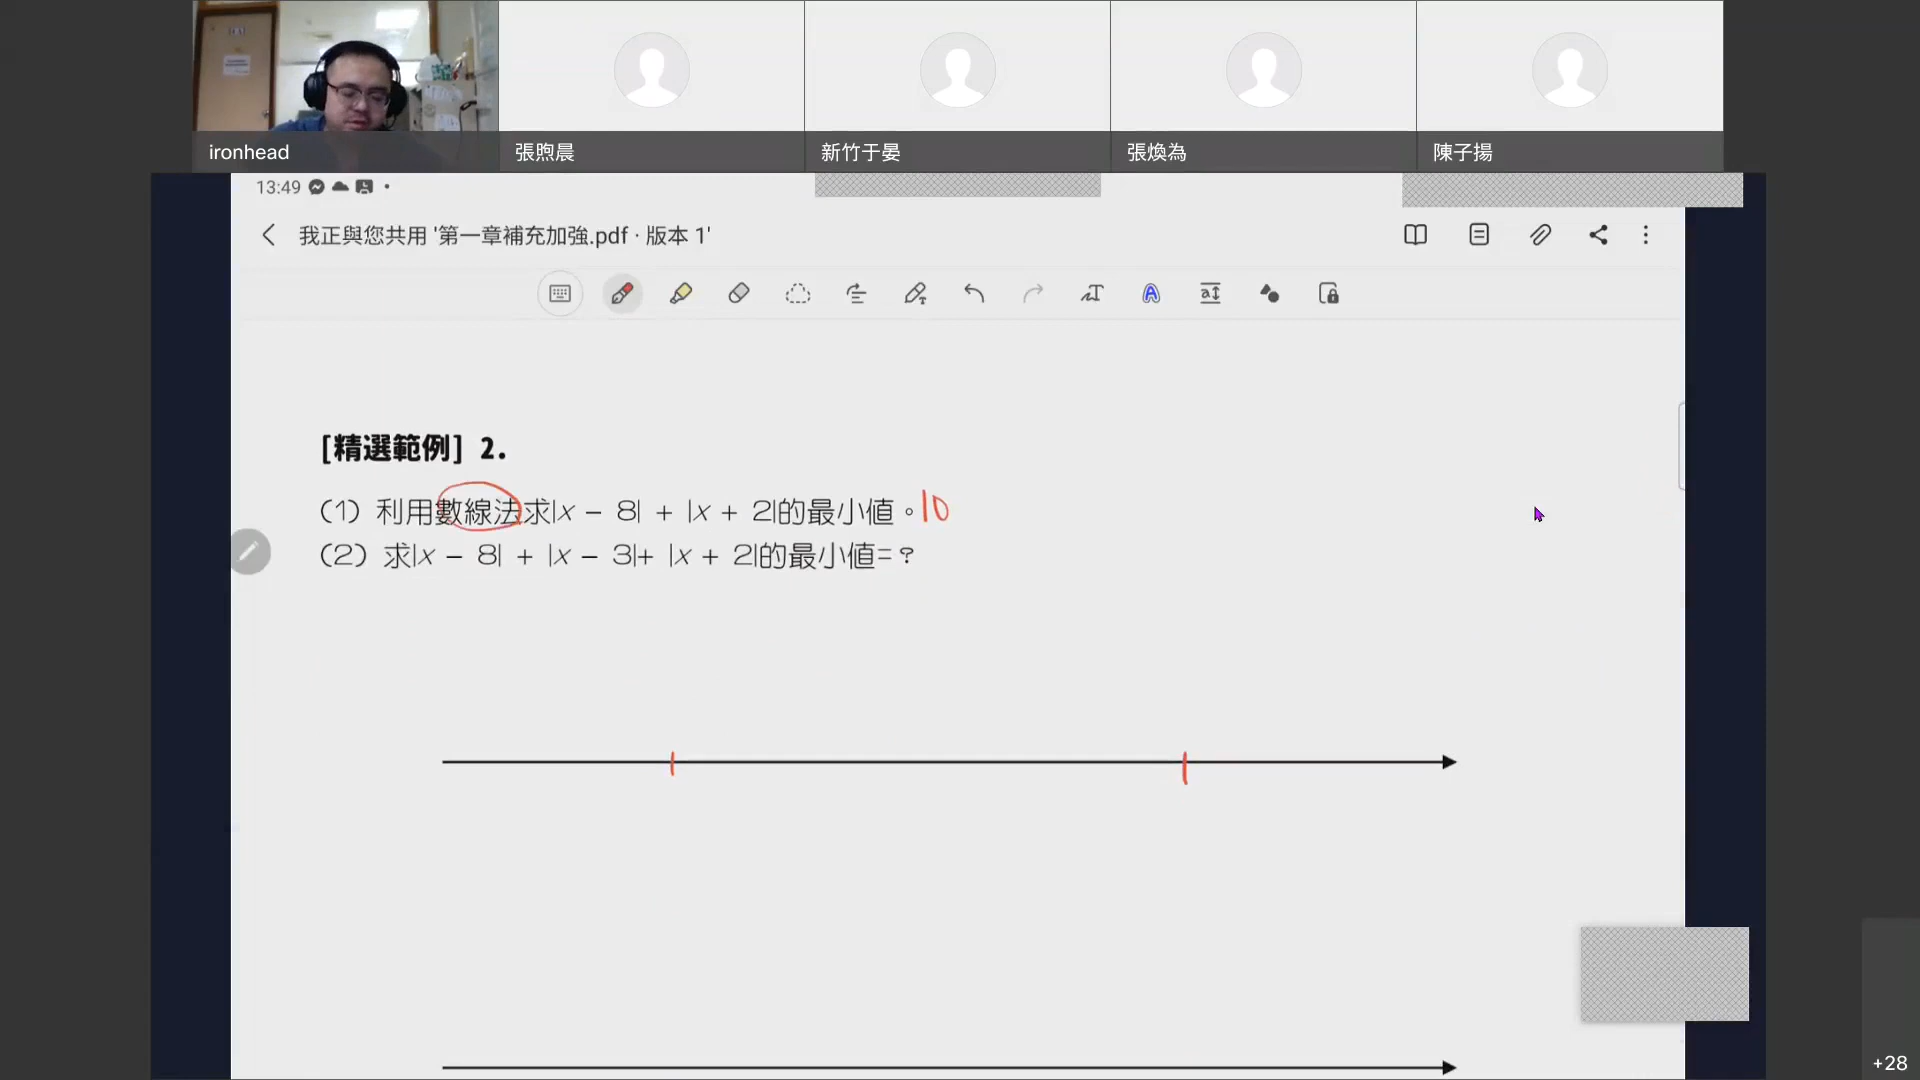 ironhead
張煦晨
新竹于晏
張煥為
陳子揚
13:49
我正與您共用 '第一章補充加強.pdf · 版本 1'
[精選範例] 2.
(1) 利用數線法求|x - 8| + |x + 2|的最小值。10
(2) 求|x - 8| + |x - 3|+ |x + 2|的最小值=?
+28